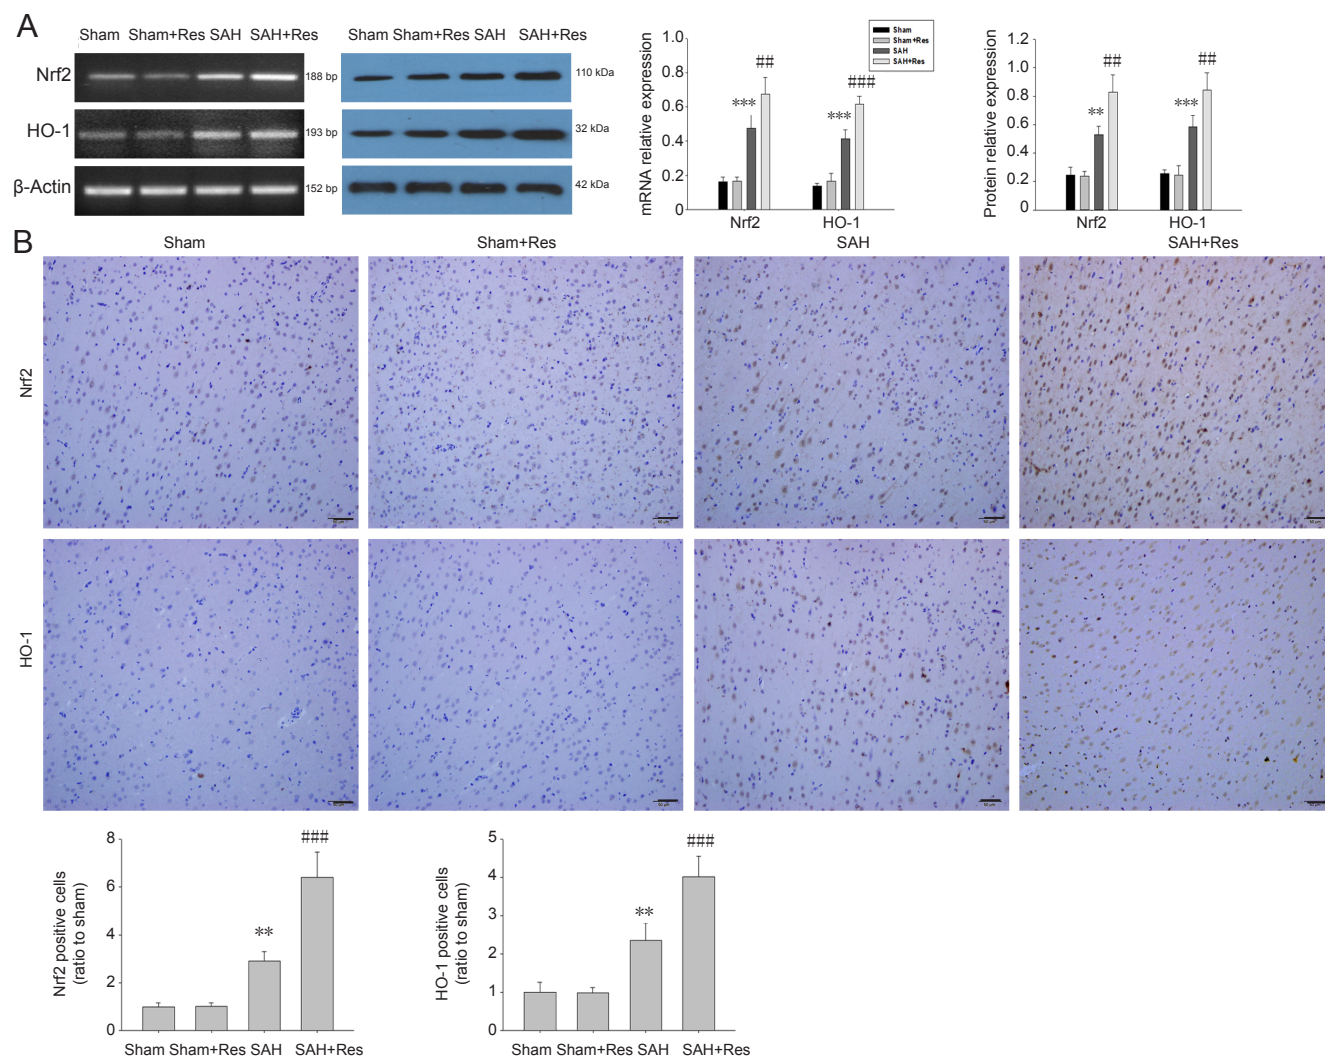 A
Sham Sham+Res SAH SAH+Res
Nrf2
188 bp
HO-1
193 bp
β-Actin
152 bp
Sham Sham+Res SAH SAH+Res
110 kDa
32 kDa
42 kDa
mRNA relative expression
1.0
0.8
0.6
0.4
0.2
0
Sham
Sham+Res
SAH
SAH+Res
***
##
***
###
Nrf2 HO-1
Protein relative expression
1.2
1.0
0.8
0.6
0.4
0.2
0
**
##
***
##
Nrf2 HO-1
B
Sham Sham+Res SAH SAH+Res
Nrf2
HO-1
Nrf2 positive cells
(ratio to sham)
8
6
4
2
0
**
###
Sham Sham+Res SAH SAH+Res
HO-1 positive cells
(ratio to sham)
5
4
3
2
1
0
**
###
Sham Sham+Res SAH SAH+Res